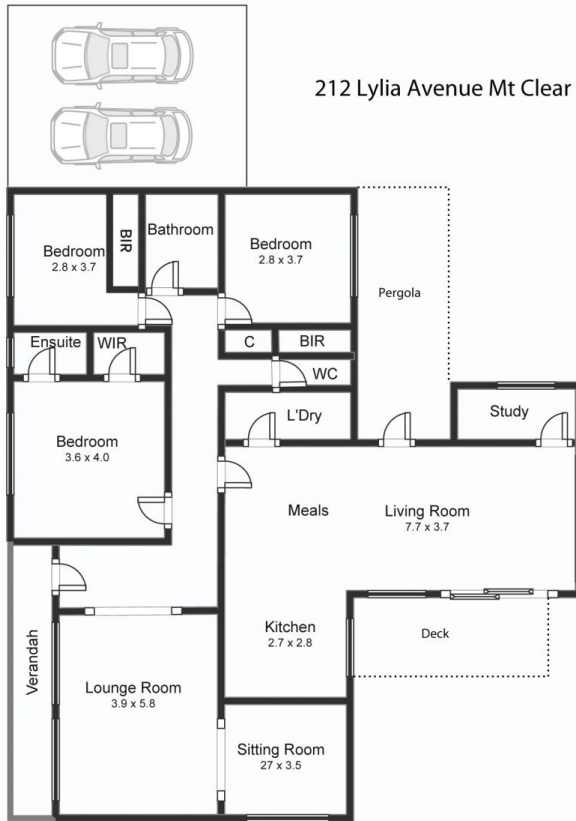 212 Lylia Avenue Mt Clear
Bedroom
2.8 x 3.7
BIR
Bathroom
Bedroom
2.8 x 3.7
Pergola
Ensuite
WIR
C
BIR
WC
L'Dry
Study
Bedroom
3.6 x 4.0
Meals
Living Room
7.7 x 3.7
Kitchen
2.7 x 2.8
Deck
Verandah
Lounge Room
3.9 x 5.8
Sitting Room
27 x 3.5